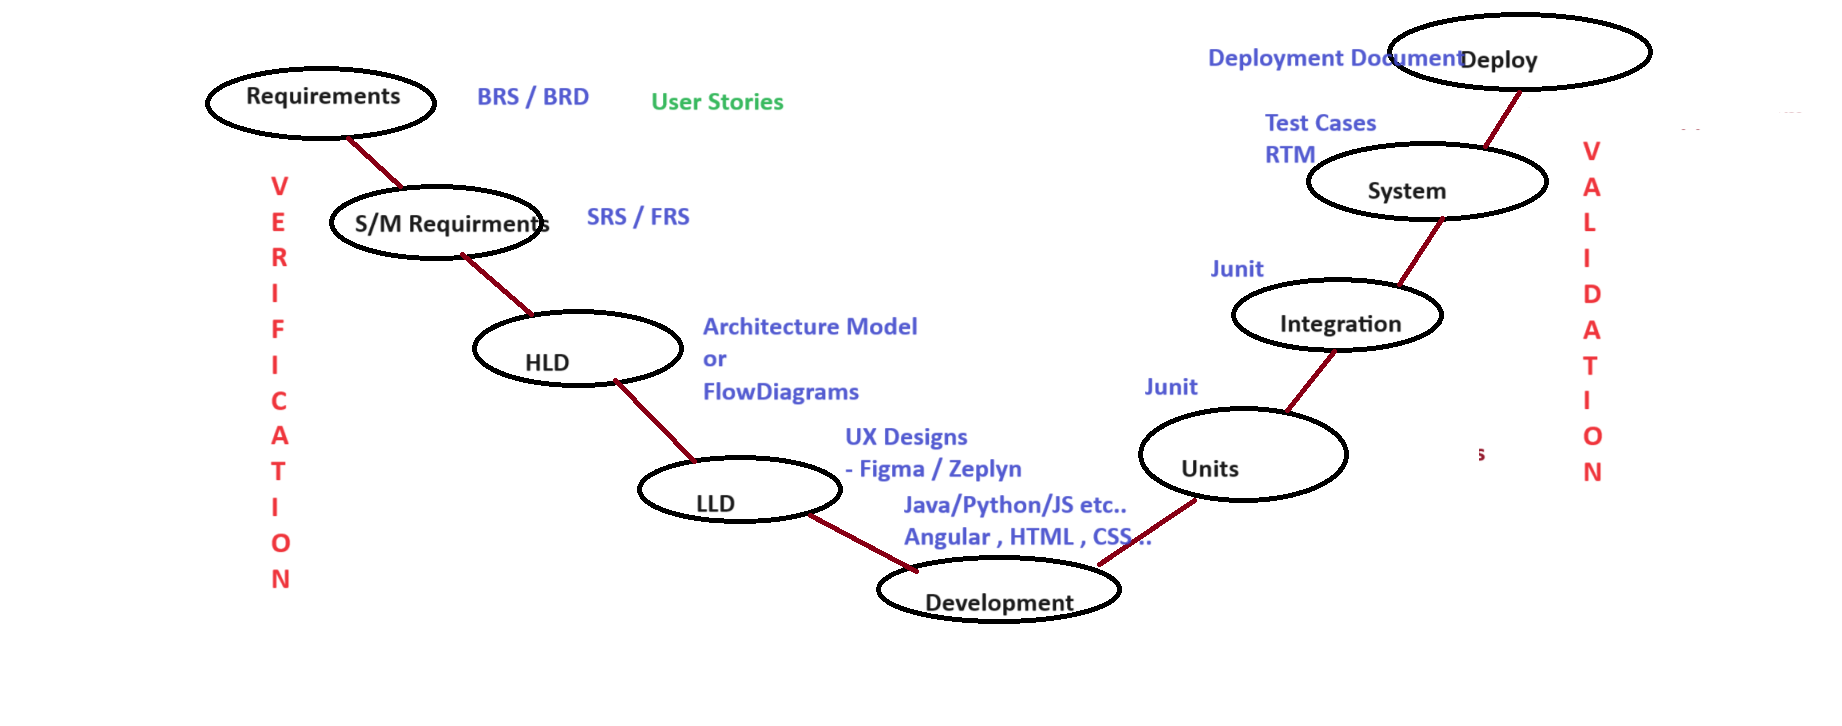 Requirements
BRS / BRD
User Stories
V
E
R
I
F
I
C
A
T
I
O
N
S/M Requirments
SRS / FRS
HLD
Architecture Model
or
FlowDiagrams
LLD
UX Designs
- Figma / Zeplyn
Java/Python/JS etc..
Angular , HTML , CSS...
Development
Units
Junit
Integration
Junit
System
Test Cases
RTM
Deployment Document
Deploy
V
A
L
I
D
A
T
I
O
N
s